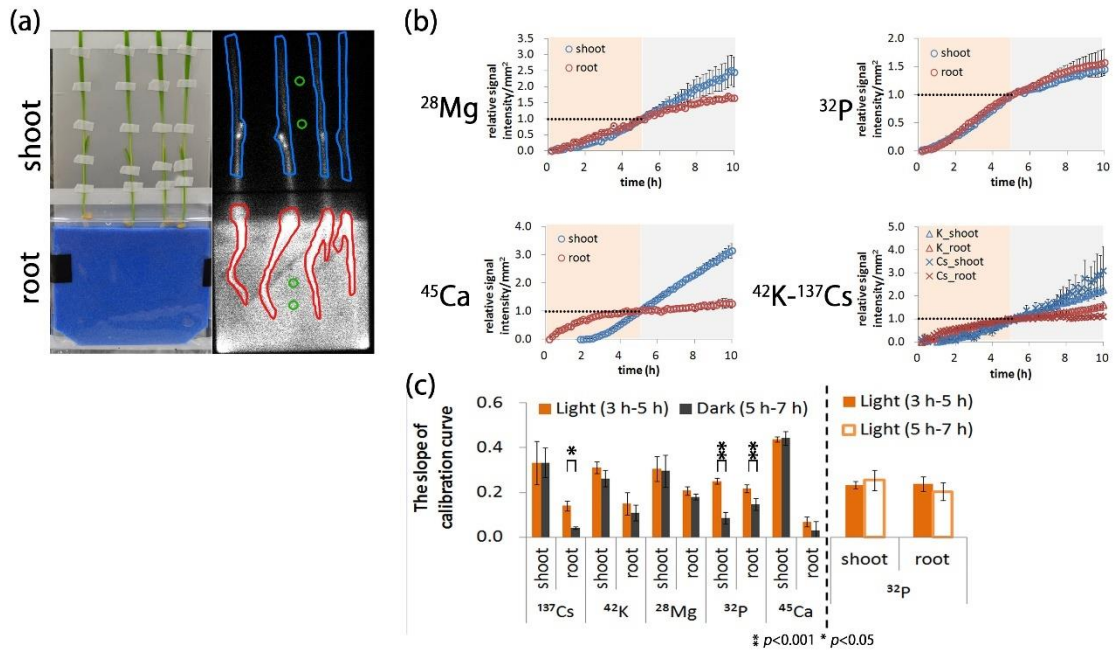 (a)
shoot
root
(b)
²⁸Mg
relative signal
intensity/mm²
3.5
3.0
2.5
2.0
1.5
1.0
0.5
0.0
shoot
root
0 2 4 6 8 10
time (h)
³²P
relative signal
intensity/mm²
2.0
1.5
1.0
0.5
0.0
shoot
root
0 2 4 6 8 10
time (h)
⁴⁵Ca
relative signal
intensity/mm²
4.0
3.0
2.0
1.0
0.0
shoot
root
0 2 4 6 8 10
time (h)
⁴²K-¹³⁷Cs
relative signal
intensity/mm²
5.0
4.0
3.0
2.0
1.0
0.0
K_shoot
K_root
Cs_shoot
Cs_root
0 2 4 6 8 10
time (h)
(c)
The slope of
calibration curve
0.6
0.4
0.2
0.0
Light (3 h-5 h) Dark (5 h-7 h)
*
** **
shoot root shoot root shoot root shoot root shoot root
¹³⁷Cs ⁴²K ²⁸Mg ³²P ⁴⁵Ca
Light (3 h-5 h)
Light (5 h-7 h)
shoot root
³²P
** p<0.001 * p<0.05